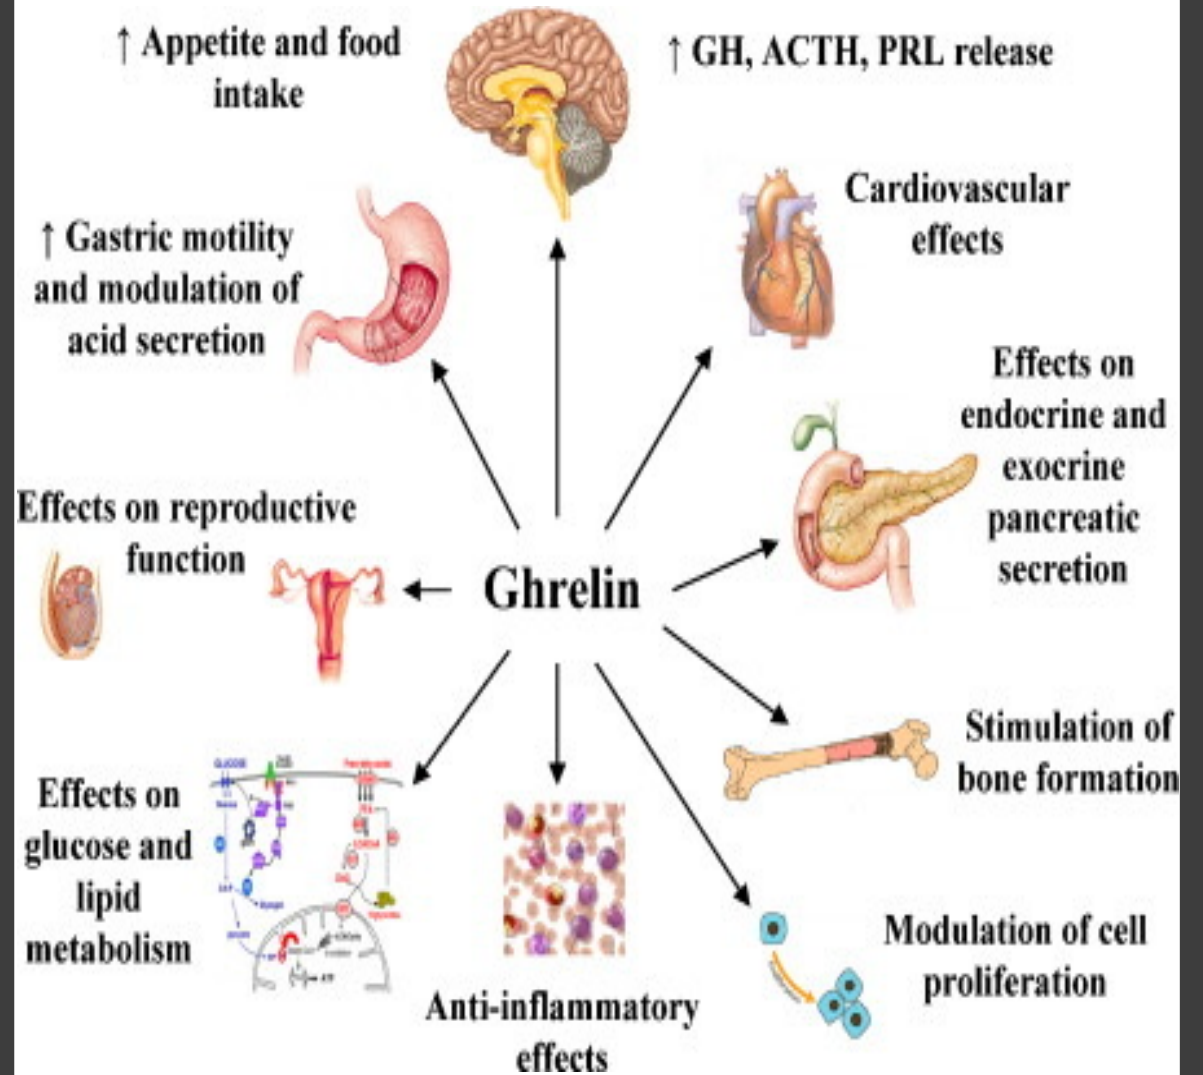 ↑ Appetite and food
intake
↑ GH, ACTH, PRL release
Cardiovascular
effects
↑ Gastric motility
and modulation of
acid secretion
Effects on
endocrine and
exocrine
pancreatic
secretion
Effects on reproductive
function
Ghrelin
Stimulation of
bone formation
Effects on
glucose and
lipid
metabolism
GLUCOSE
Modulation of cell
proliferation
Anti-inflammatory
effects